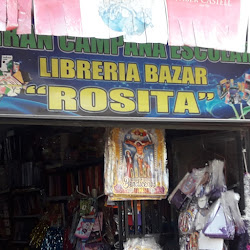 GRAN CAMPAÑA ESCOLAR
LIBRERIA BAZAR
"ROSITA"